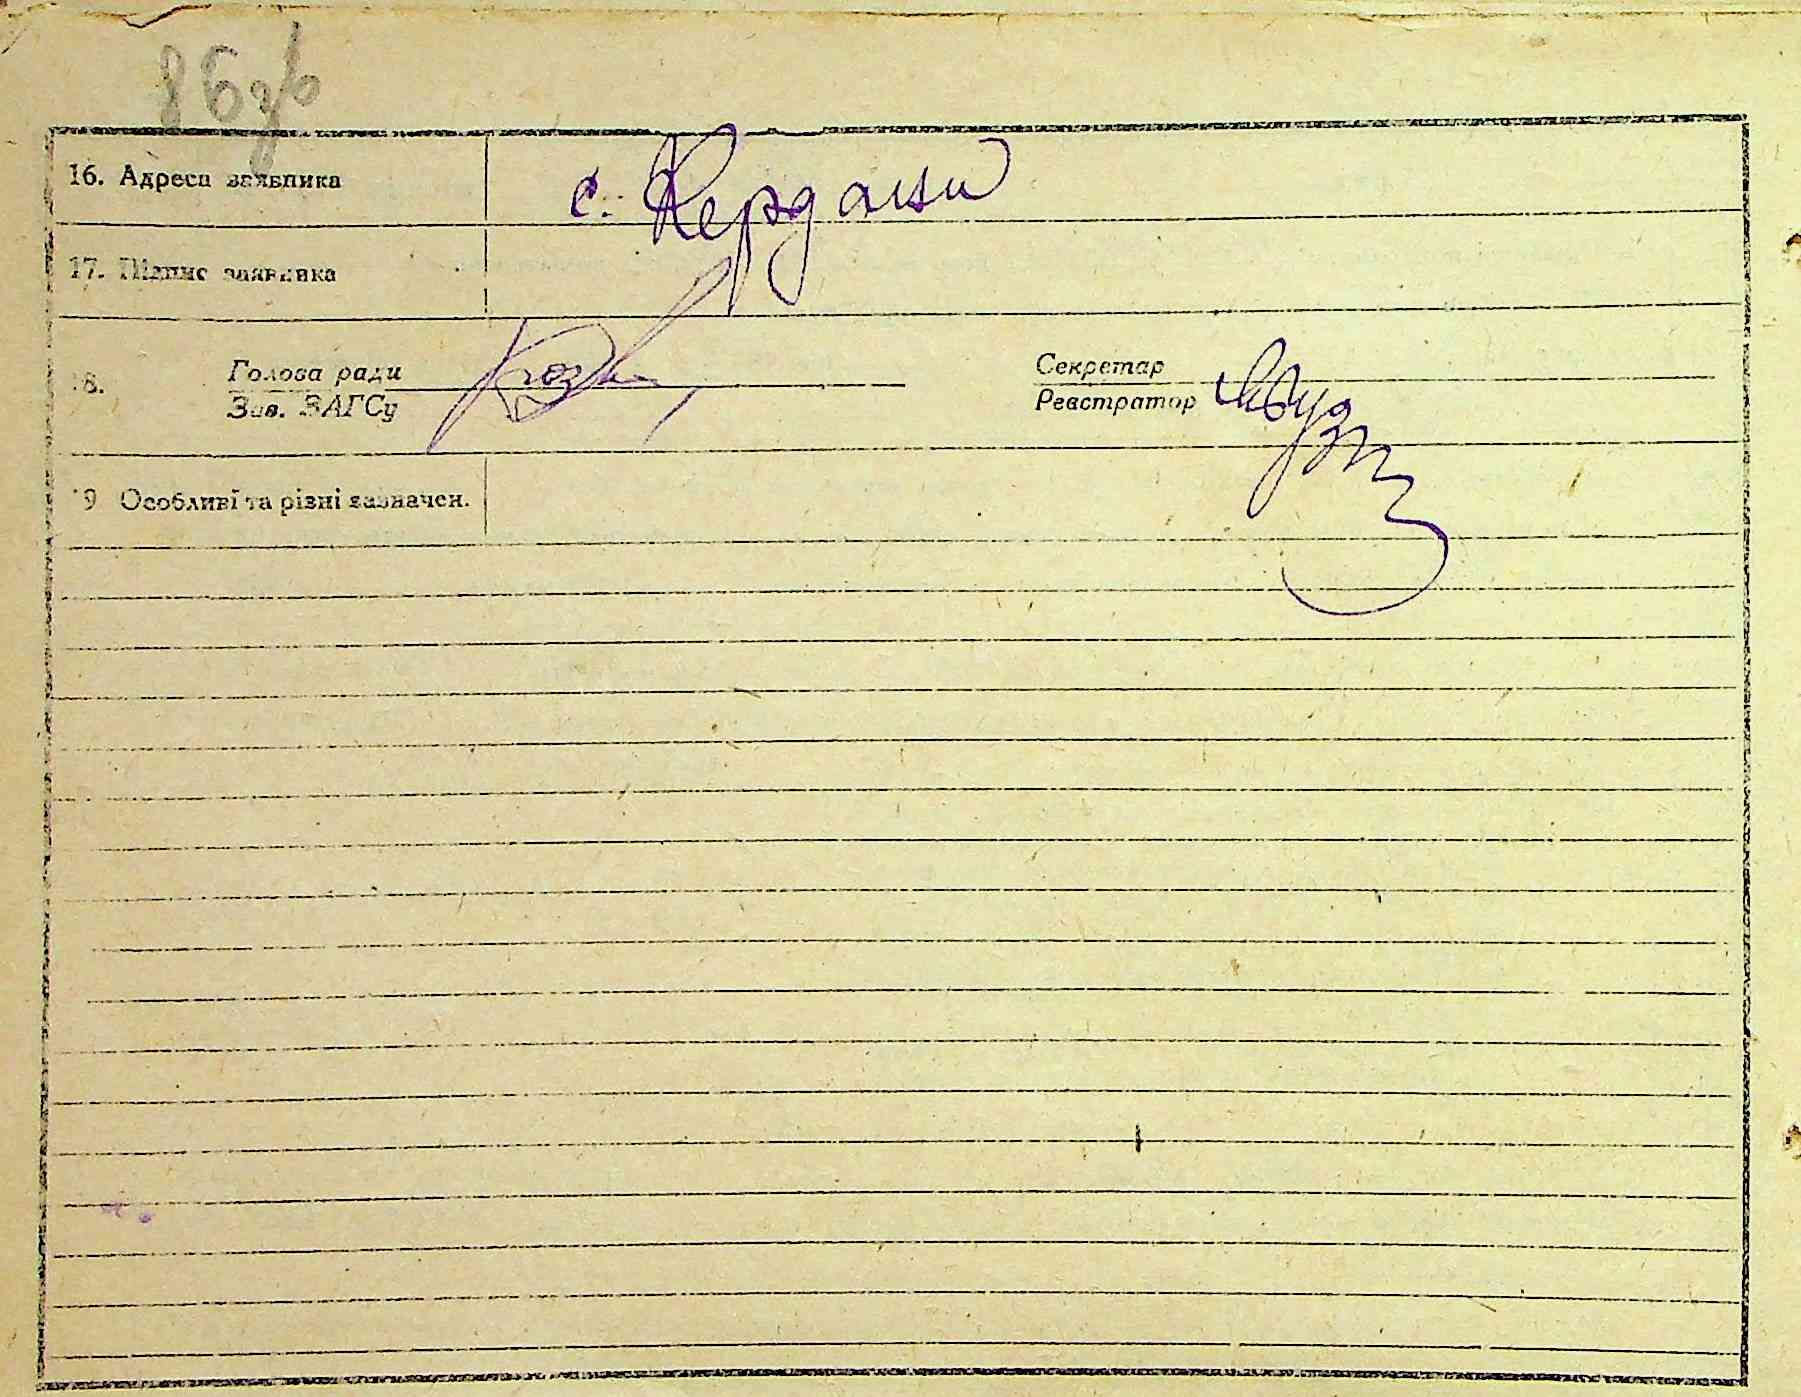 86зв
16. Адреса заявника с. Кердани
17. Підпис заявника
18. Голова ради Секретар
Зав. ЗАГСу Реєстратор
19 Особливі та різні зазначен.